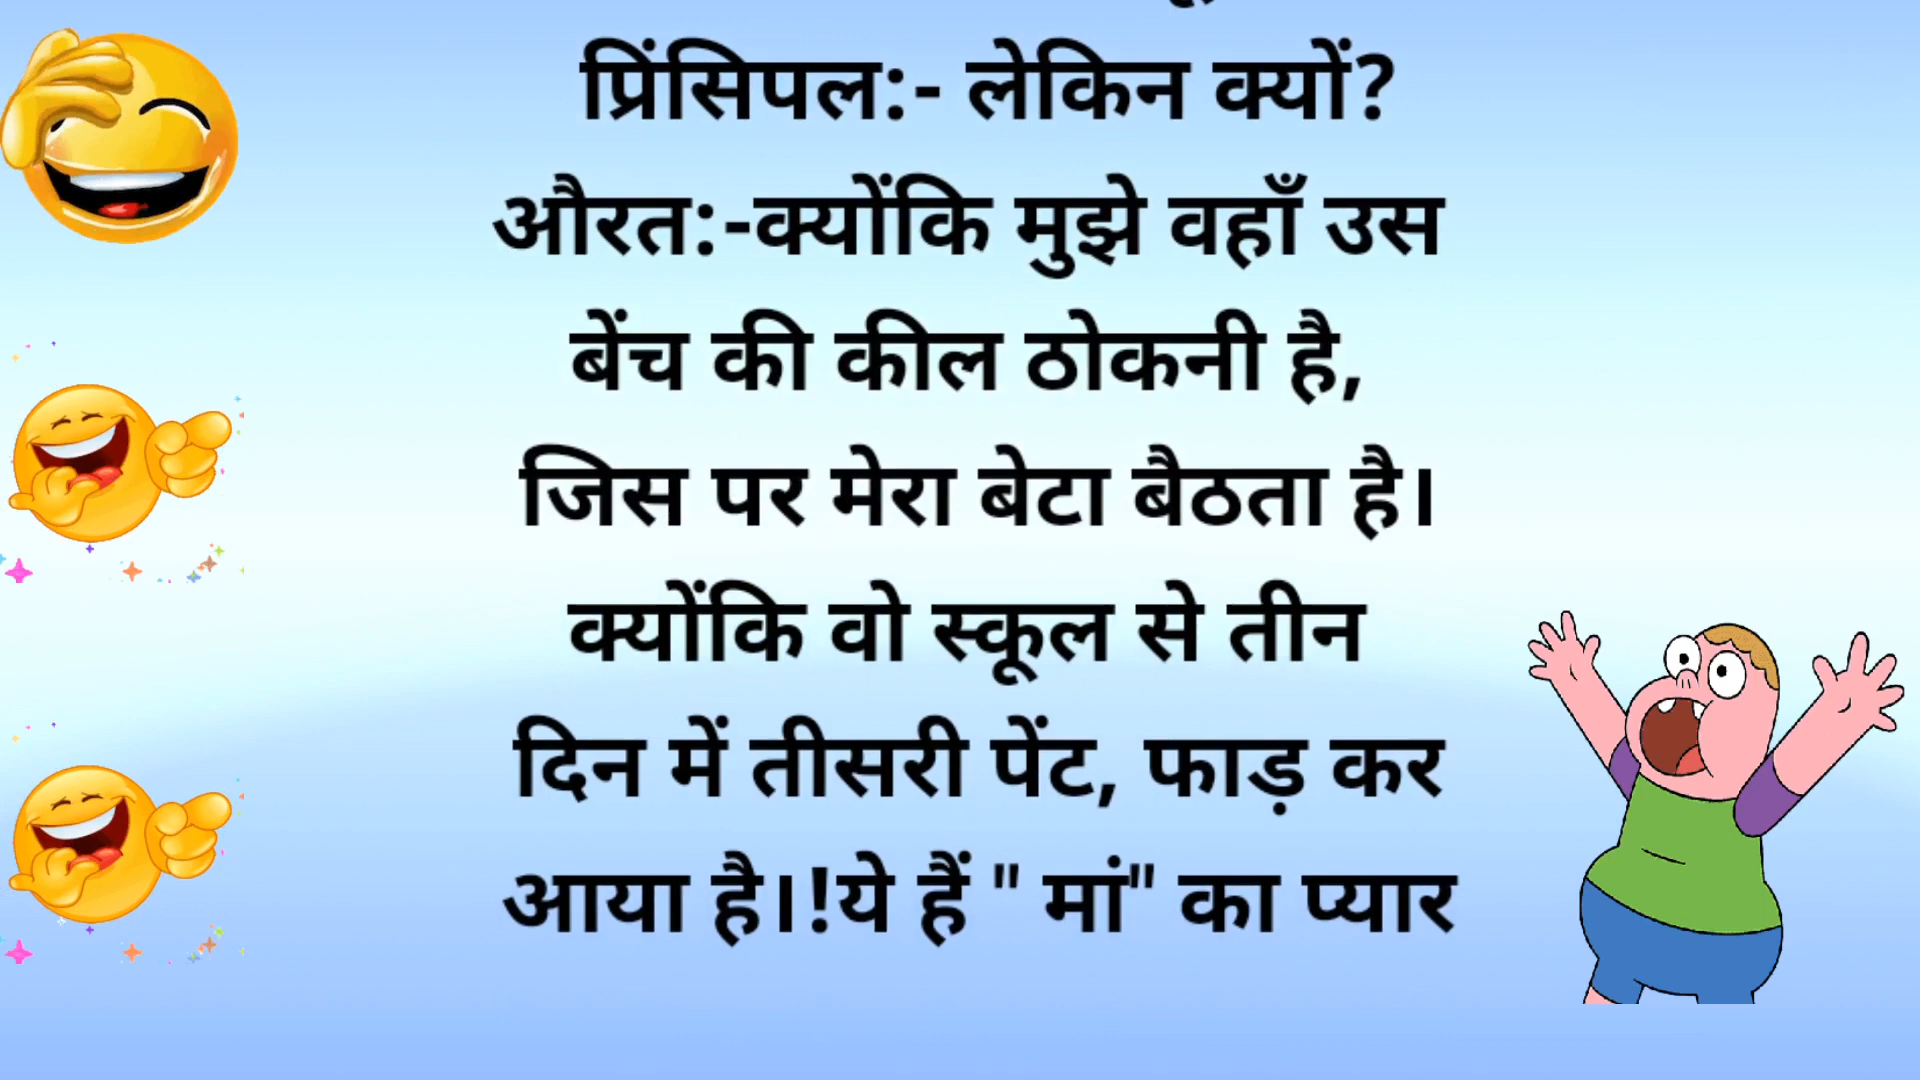 प्रिंसिपल:- लेकिन क्यों?
औरत:-क्योंकि मुझे वहाँ उस
बेंच की कील ठोकनी है,
जिस पर मेरा बेटा बैठता है।
क्योंकि वो स्कूल से तीन
दिन में तीसरी पेंट, फाड़ कर
आया है।!ये हैं " मां" का प्यार